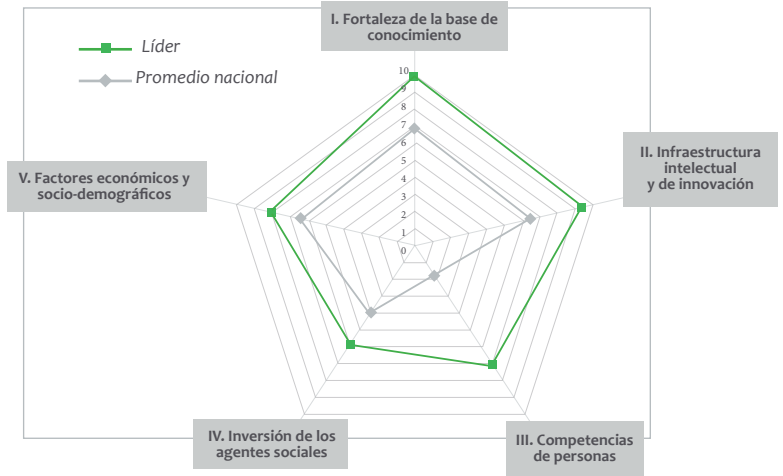 I. Fortaleza de la base de
conocimiento
Líder
Promedio nacional
10
9
8
7
6
5
4
3
2
1
0
II. Infraestructura
intelectual
y de innovación
V. Factores económicos y
socio-demográficos
IV. Inversión de los
agentes sociales
III. Competencias
de personas